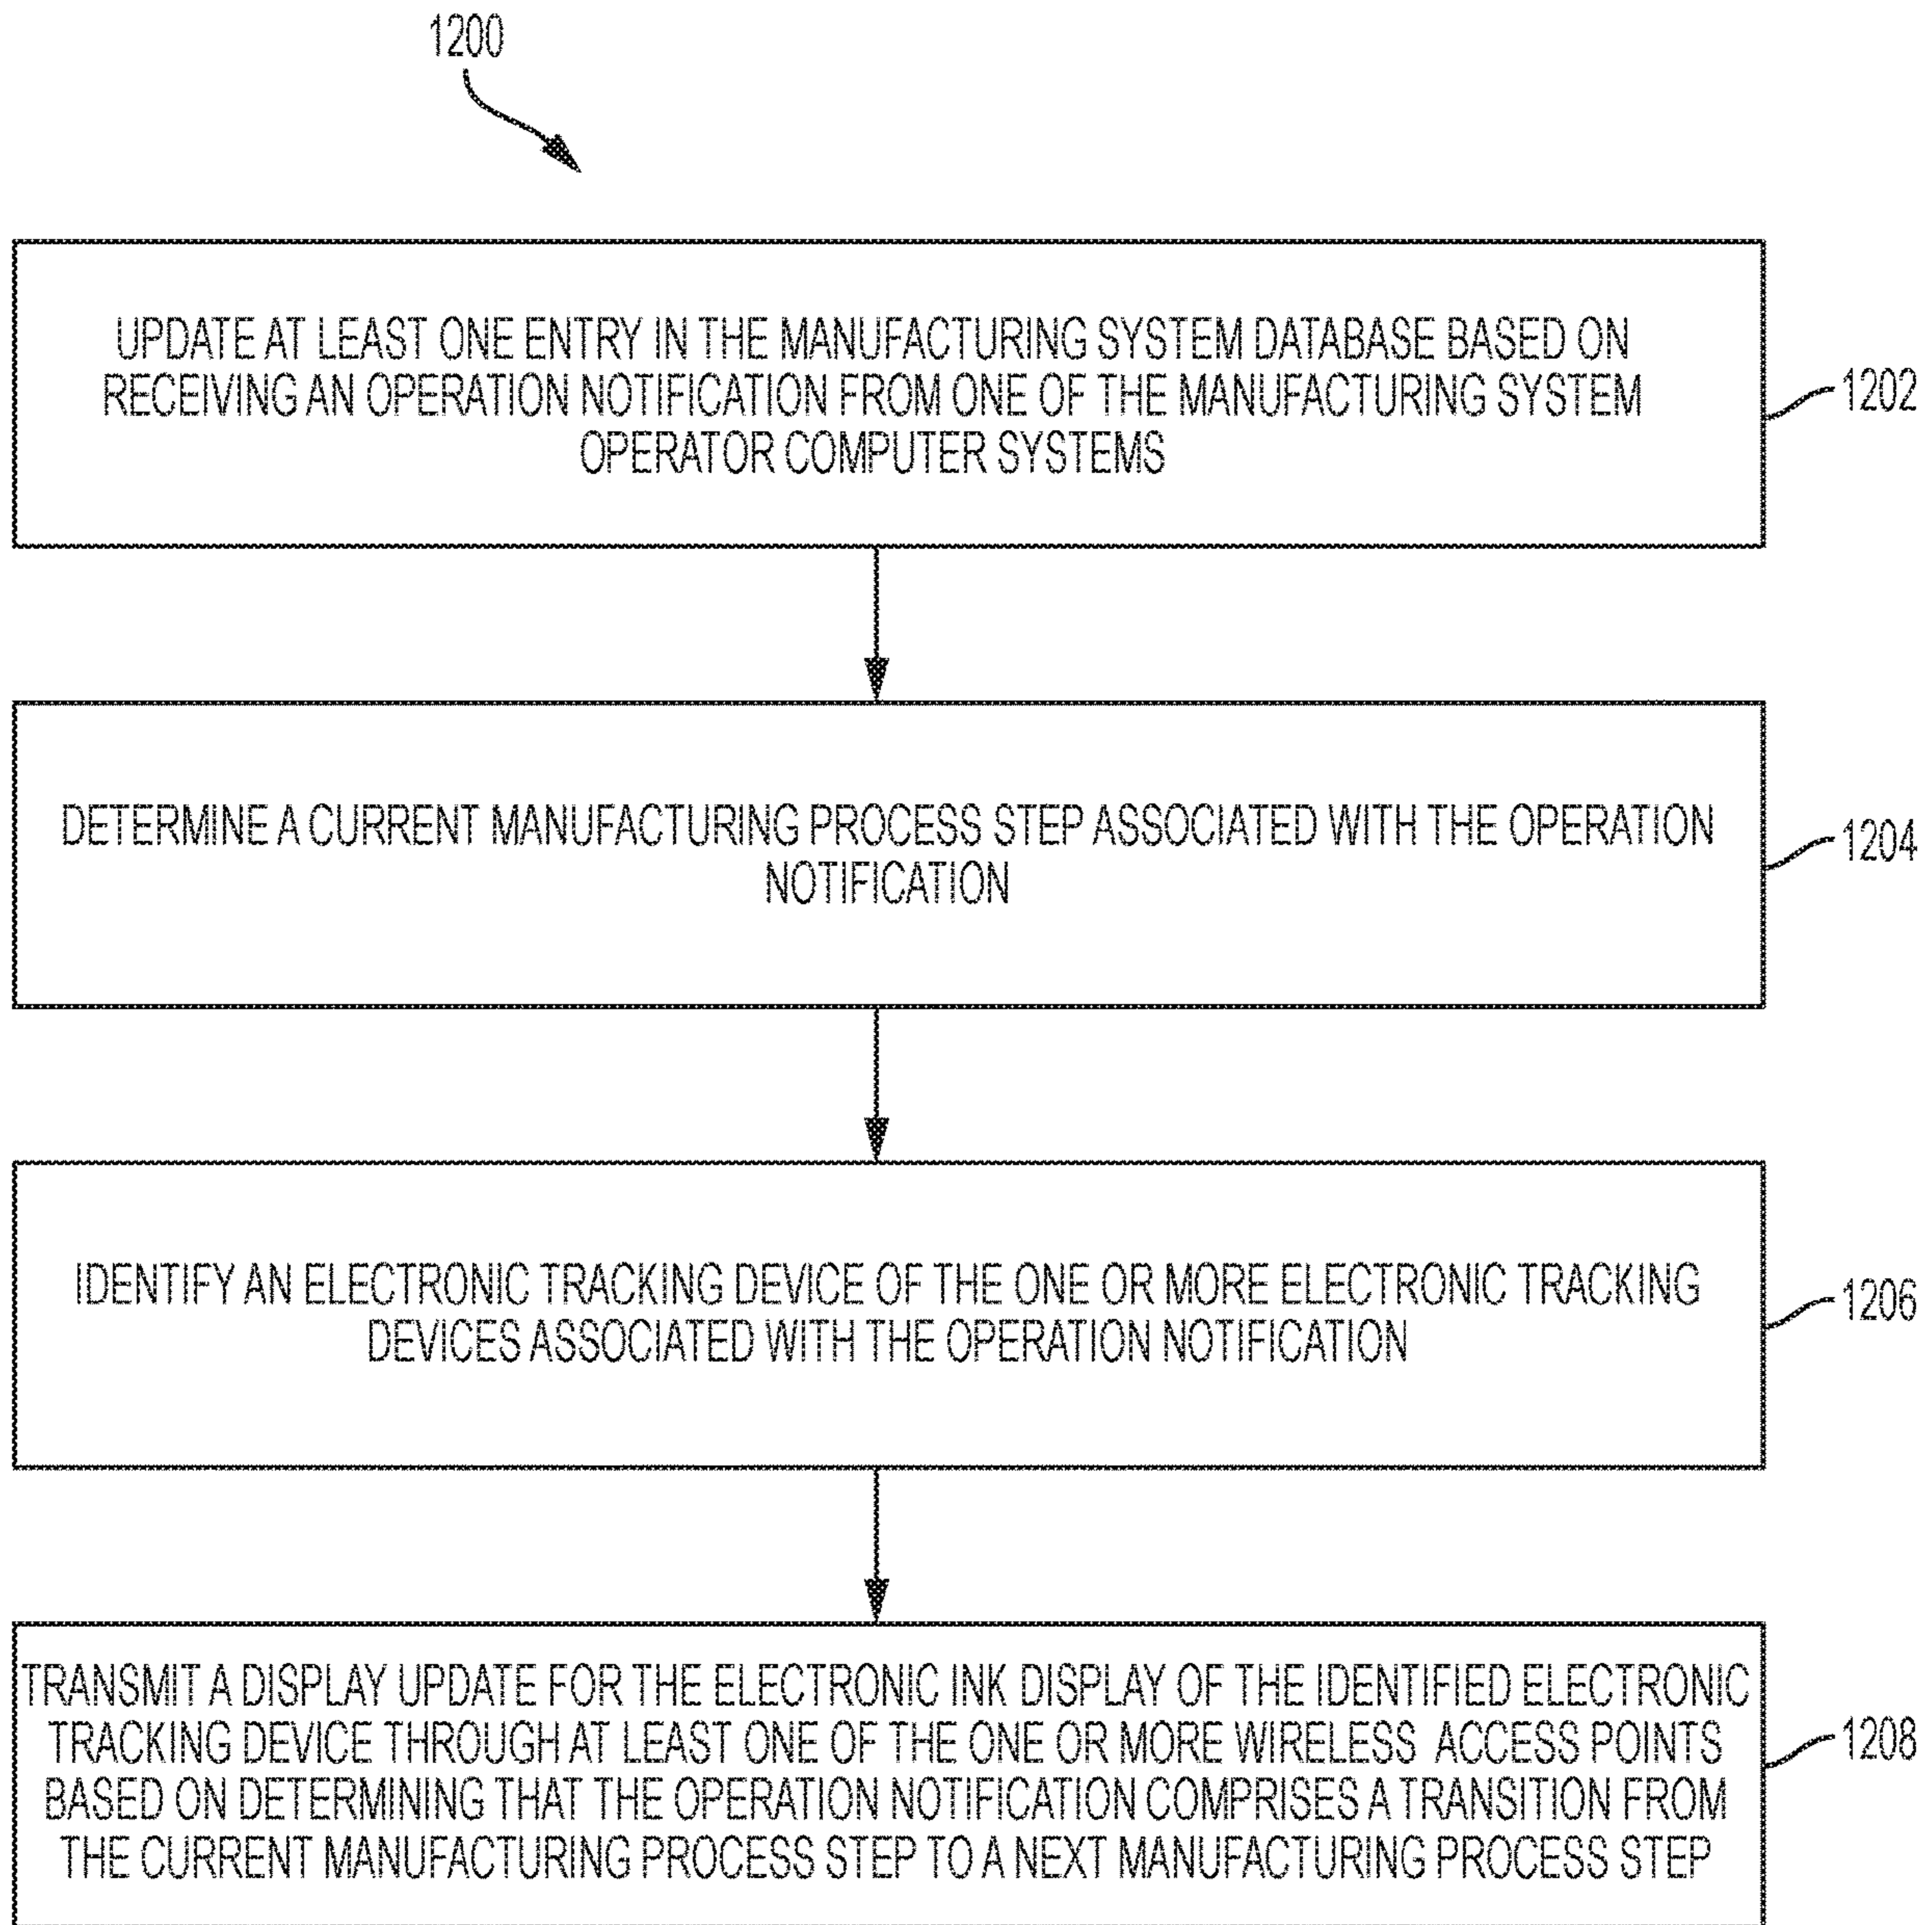 1200
UPDATE AT LEAST ONE ENTRY IN THE MANUFACTURING SYSTEM DATABASE BASED ON
RECEIVING AN OPERATION NOTIFICATION FROM ONE OF THE MANUFACTURING SYSTEM
OPERATOR COMPUTER SYSTEMS
1202
DETERMINE A CURRENT MANUFACTURING PROCESS STEP ASSOCIATED WITH THE OPERATION
NOTIFICATION
1204
IDENTIFY AN ELECTRONIC TRACKING DEVICE OF THE ONE OR MORE ELECTRONIC TRACKING
DEVICES ASSOCIATED WITH THE OPERATION NOTIFICATION
1206
TRANSMIT A DISPLAY UPDATE FOR THE ELECTRONIC INK DISPLAY OF THE IDENTIFIED ELECTRONIC
TRACKING DEVICE THROUGH AT LEAST ONE OF THE ONE OR MORE WIRELESS ACCESS POINTS
BASED ON DETERMINING THAT THE OPERATION NOTIFICATION COMPRISES A TRANSITION FROM
THE CURRENT MANUFACTURING PROCESS STEP TO A NEXT MANUFACTURING PROCESS STEP
1208